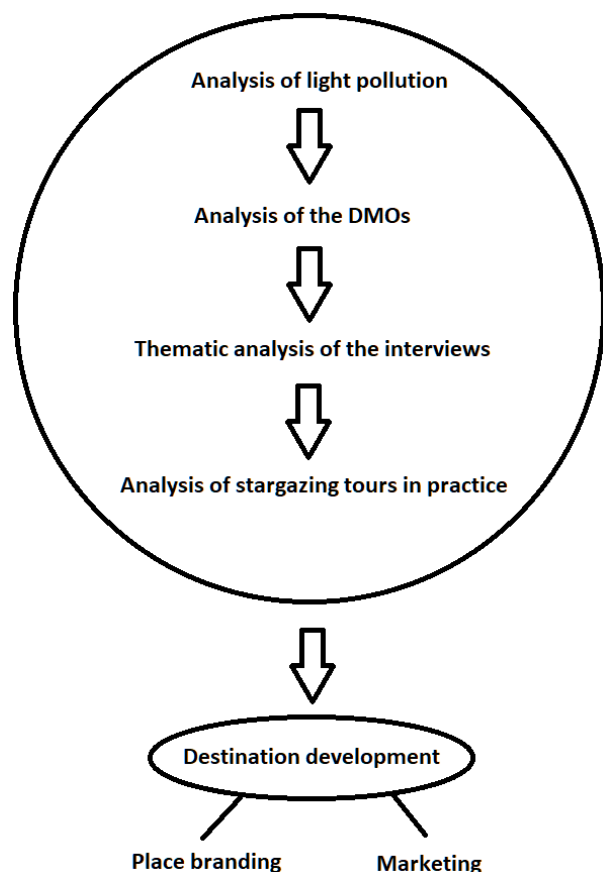 Analysis of light pollution
Analysis of the DMOs
Thematic analysis of the interviews
Analysis of stargazing tours in practice
Destination development
Place branding
Marketing